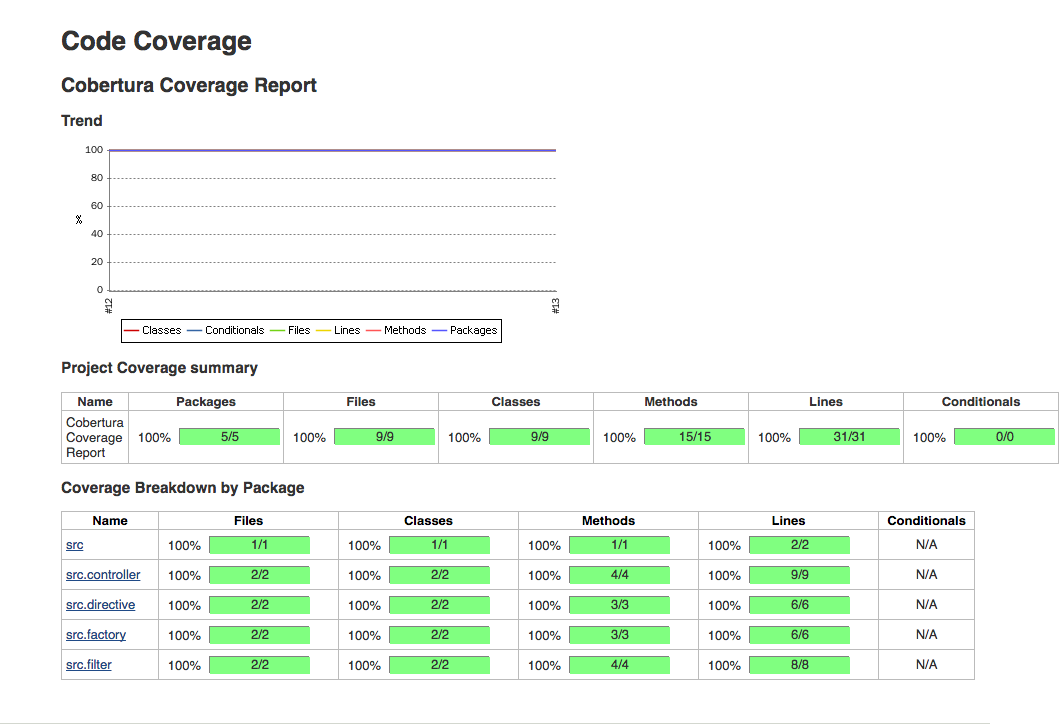 Code Coverage
Cobertura Coverage Report
Trend
100
80
60
40
20
0
%
#12
#13
Classes Conditionals Files Lines Methods Packages
Project Coverage summary
Name Packages Files Classes Methods Lines Conditionals
Cobertura
Coverage
Report
100% 5/5 100% 9/9 100% 9/9 100% 15/15 100% 31/31 100% 0/0
Coverage Breakdown by Package
Name Files Classes Methods Lines Conditionals
src 100% 1/1 100% 1/1 100% 1/1 100% 2/2 N/A
src.controller 100% 2/2 100% 2/2 100% 4/4 100% 9/9 N/A
src.directive 100% 2/2 100% 2/2 100% 3/3 100% 6/6 N/A
src.factory 100% 2/2 100% 2/2 100% 3/3 100% 6/6 N/A
src.filter 100% 2/2 100% 2/2 100% 4/4 100% 8/8 N/A